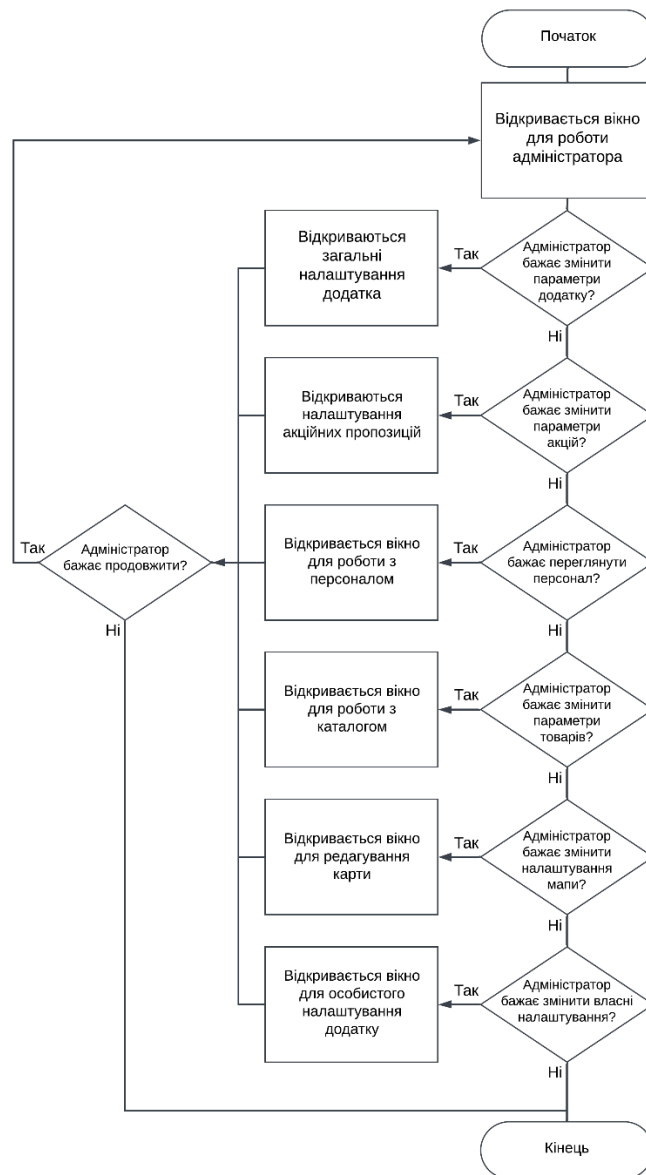 Початок
Відкривається вікно
для роботи
адміністратора
Відкриваються
загальні
налаштування
додатка
Так
Адміністратор
бажає змінити
параметри
додатку?
Ні
Відкриваються
налаштування
акційних пропозицій
Так
Адміністратор
бажає змінити
параметри
акцій?
Ні
Так
Адміністратор
бажає продовжити?
Ні
Відкривається вікно
для роботи з
персоналом
Так
Адміністратор
бажає переглянути
персонал?
Ні
Відкривається вікно
для роботи з
каталогом
Так
Адміністратор
бажає змінити
параметри
товарів?
Ні
Відкривається вікно
для редагування
карти
Так
Адміністратор
бажає змінити
налаштування
мапи?
Ні
Відкривається вікно
для особистого
налаштування
додатку
Так
Адміністратор
бажає змінити власні
налаштування?
Ні
Кінець